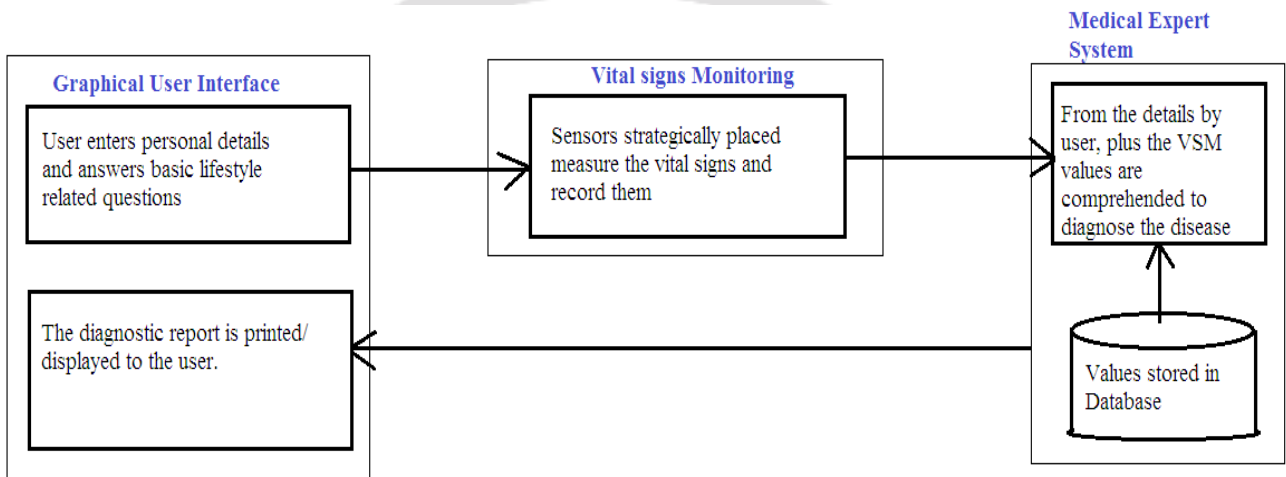 Graphical User Interface
User enters personal details
and answers basic lifestyle
related questions
The diagnostic report is printed/
displayed to the user.
Vital signs Monitoring
Sensors strategically placed
measure the vital signs and
record them
Medical Expert
System
From the details by
user, plus the VSM
values are
comprehended to
diagnose the disease
Values stored in
Database